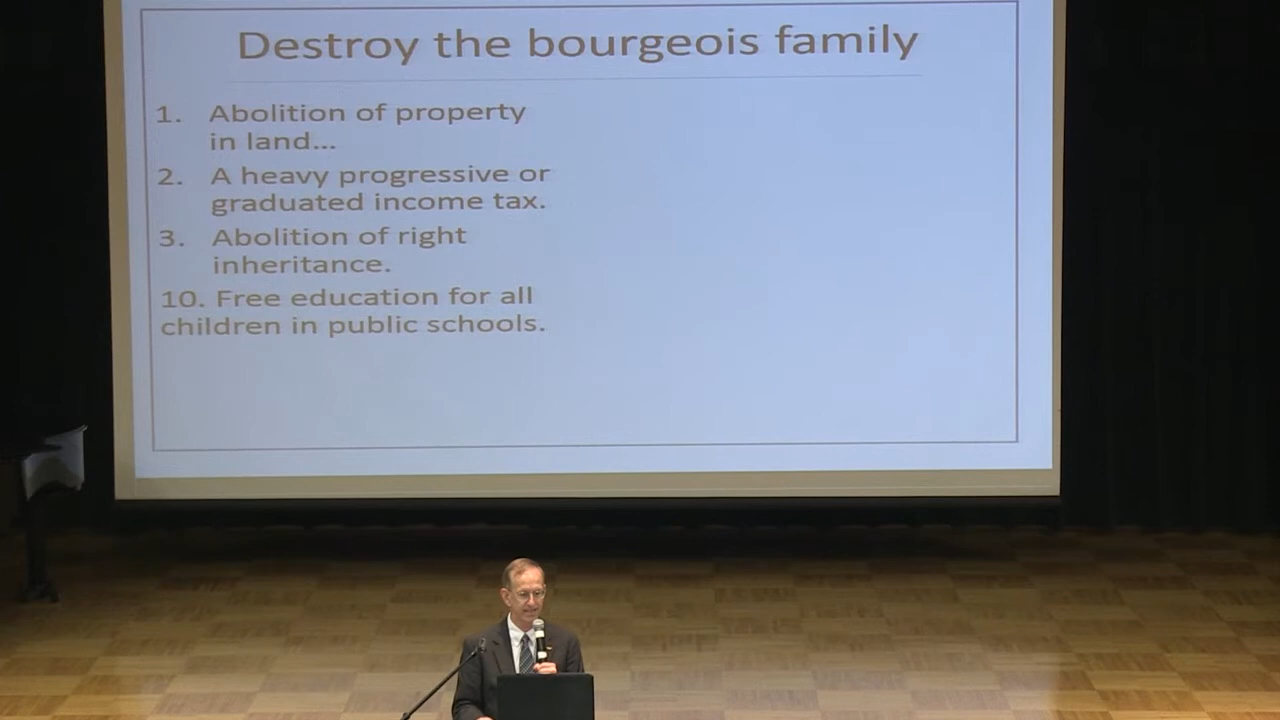 Destroy the bourgeois family
1. Abolition of property
in land...
2. A heavy progressive or
graduated income tax.
3. Abolition of right
inheritance.
10. Free education for all
children in public schools.